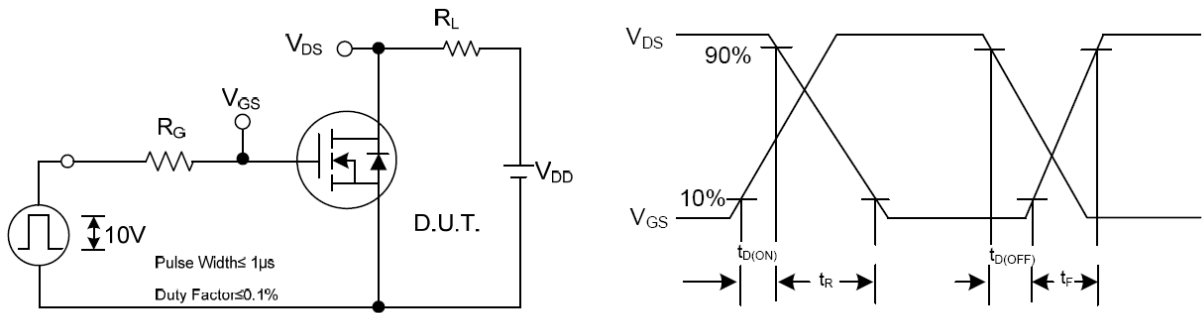 R_L
V_DS
V_GS
R_G
V_DD
10V
D.U.T.
Pulse Width≤ 1μs
Duty Factor≤0.1%
V_DS
90%
10%
V_GS
t_D(ON)
t_R
t_D(OFF)
t_F